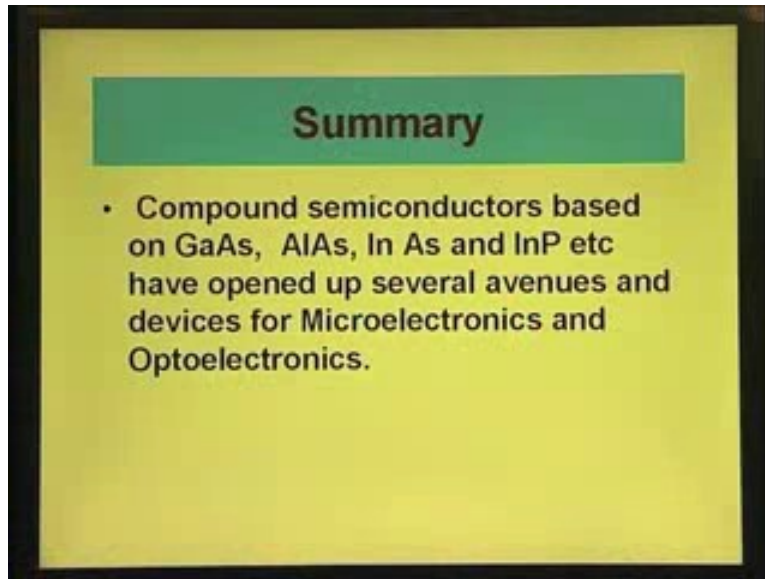 Summary
• Compound semiconductors based
on GaAs, AlAs, In As and InP etc
have opened up several avenues and
devices for Microelectronics and
Optoelectronics.